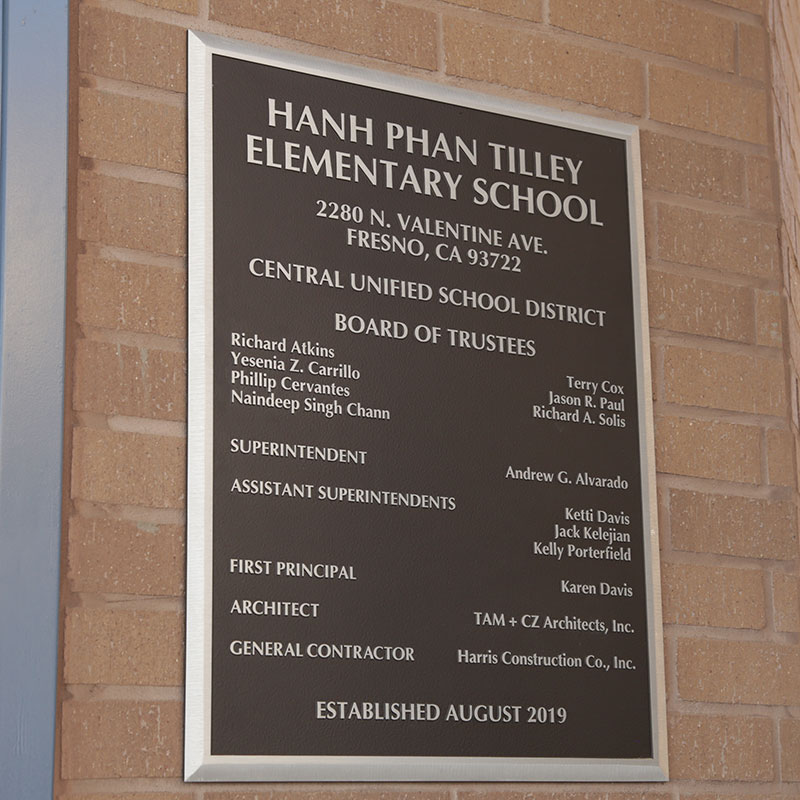 HANH PHAN TILLEY
ELEMENTARY SCHOOL
2280 N. VALENTINE AVE.
FRESNO, CA 93722
CENTRAL UNIFIED SCHOOL DISTRICT
BOARD OF TRUSTEES
Richard Atkins
Yesenia Z. Carrillo
Phillip Cervantes
Naindeep Singh Chann
Terry Cox
Jason R. Paul
Richard A. Solis
SUPERINTENDENT
Andrew G. Alvarado
ASSISTANT SUPERINTENDENTS
Ketti Davis
Jack Kelejian
Kelly Porterfield
FIRST PRINCIPAL
Karen Davis
ARCHITECT
TAM + CZ Architects, Inc.
GENERAL CONTRACTOR
Harris Construction Co., Inc.
ESTABLISHED AUGUST 2019